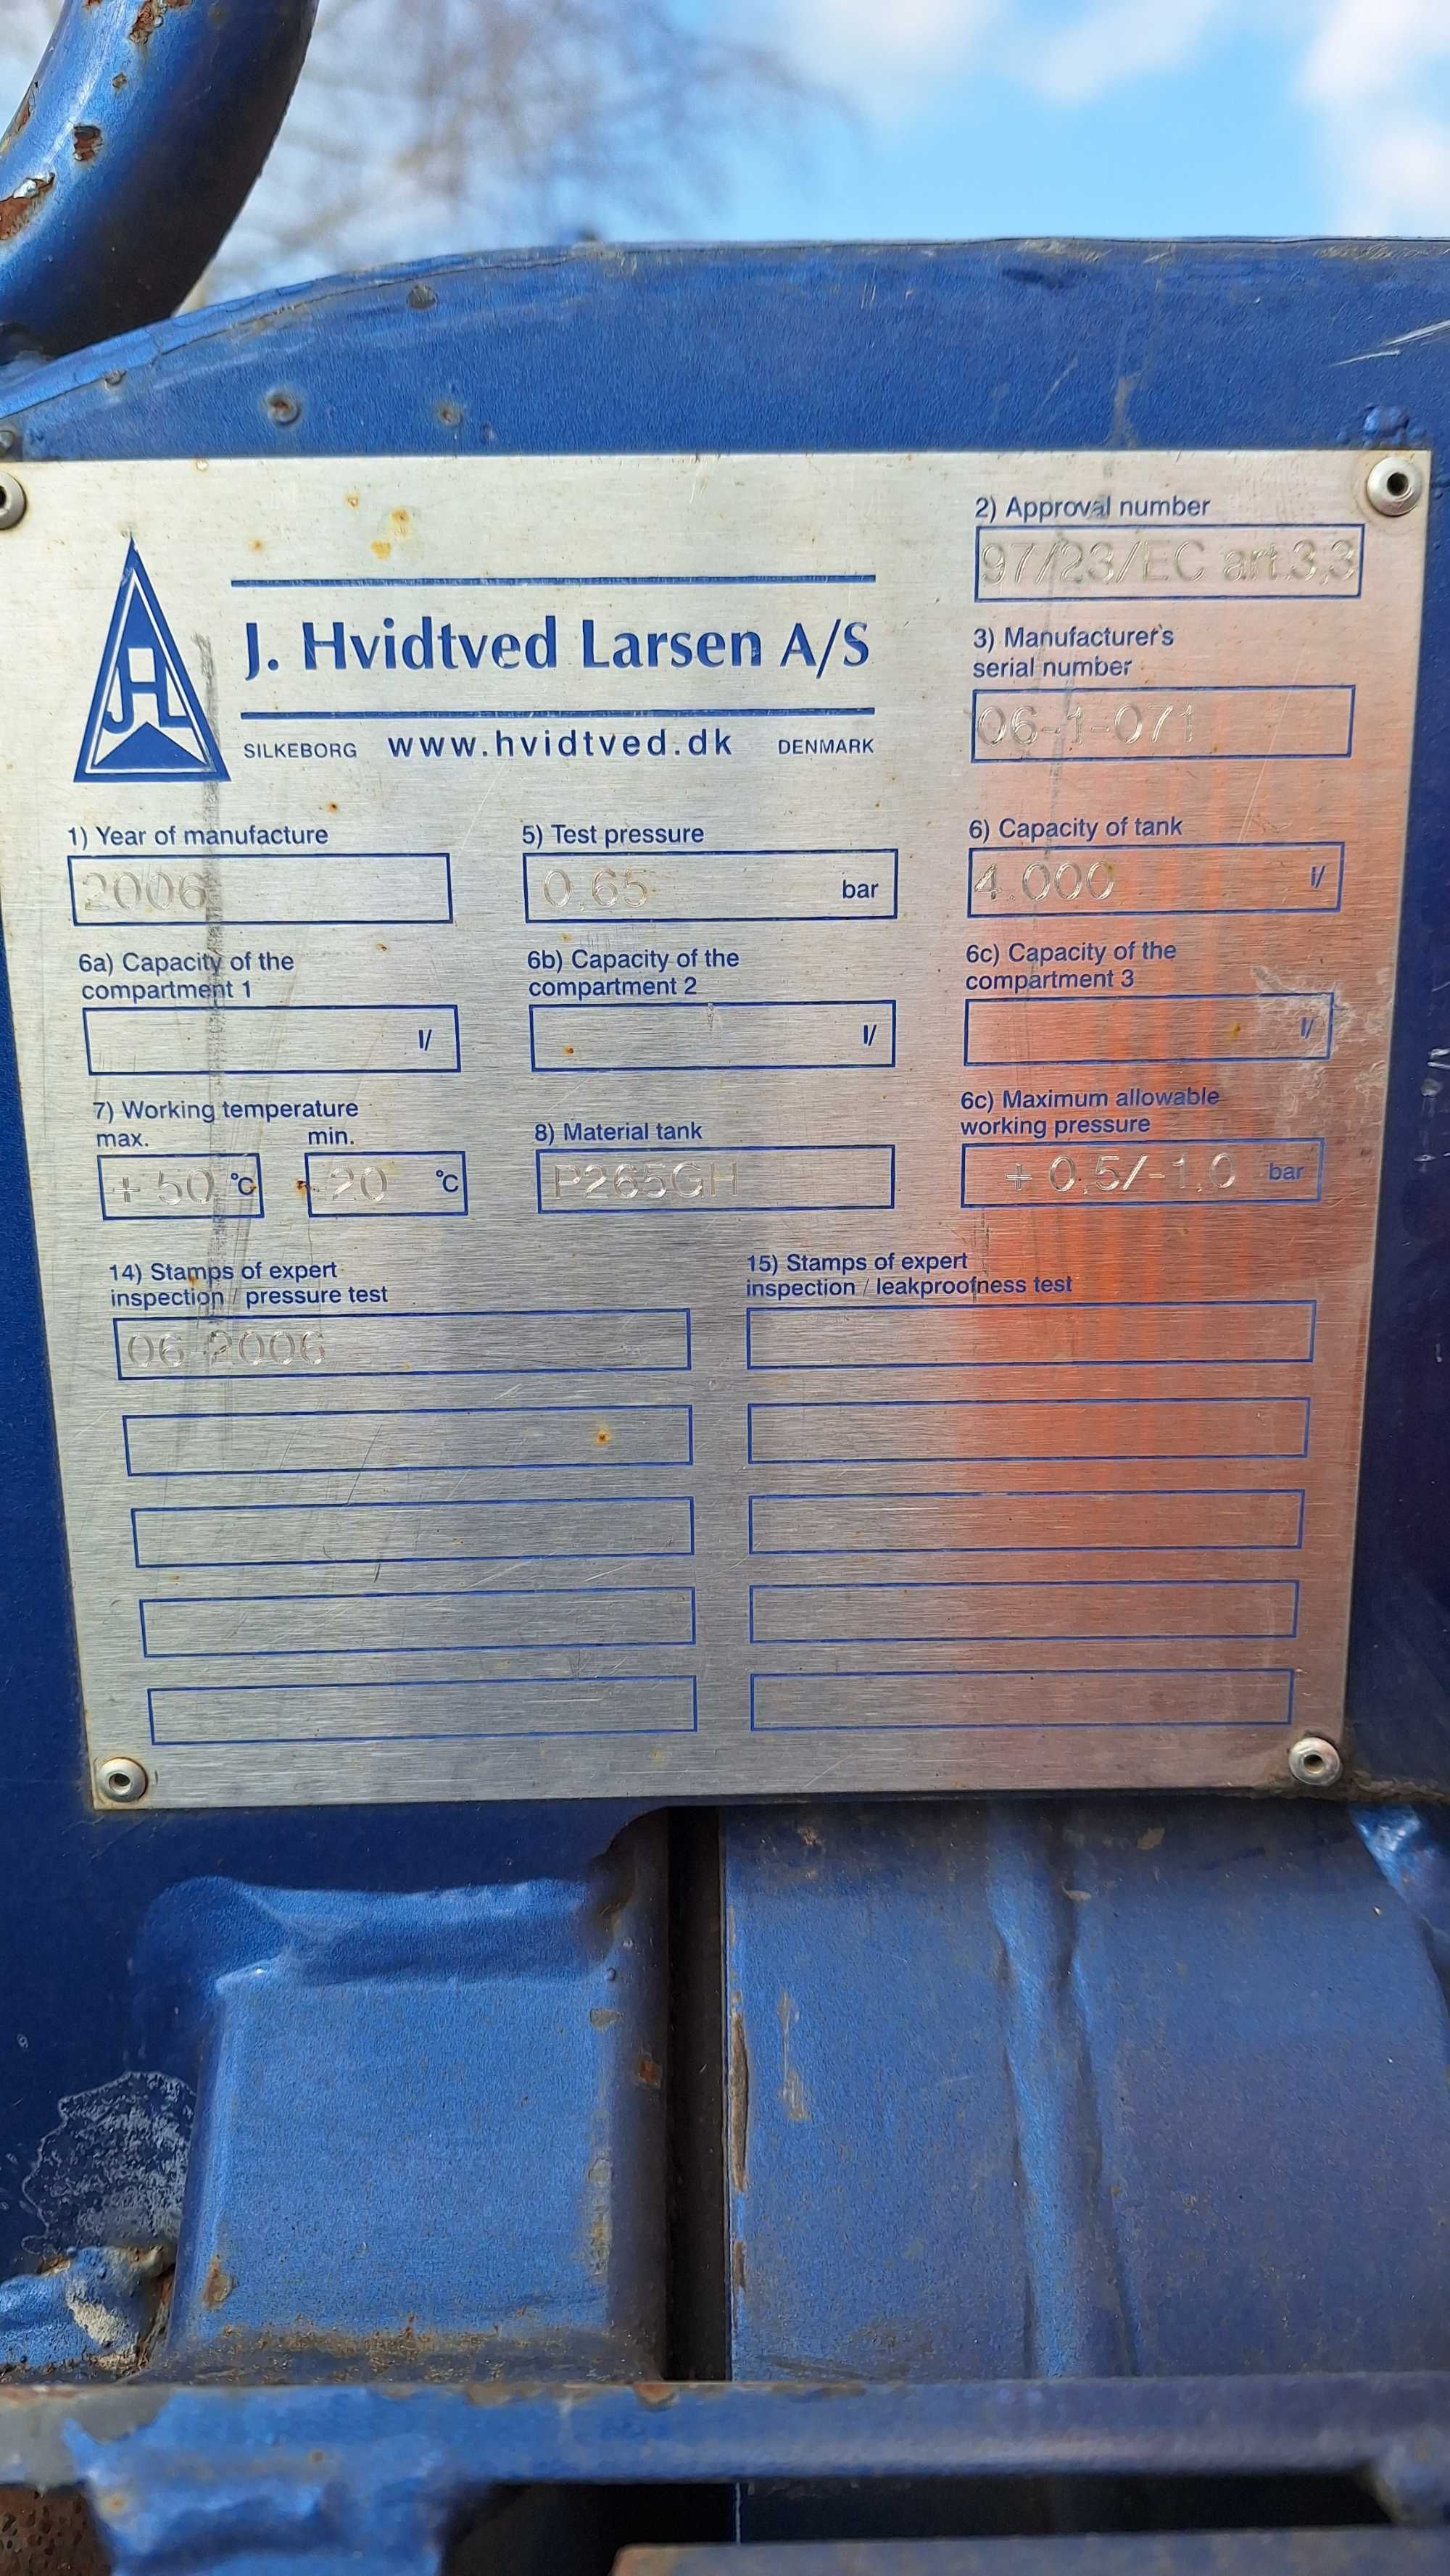 2) Approval number
97/23/EC art.3,3
JHL
J. Hvidtved Larsen A/S
SILKEBORG www.hvidtved.dk DENMARK
3) Manufacturer's
serial number
06-1-071
1) Year of manufacture
2006
5) Test pressure
0,65 bar
6) Capacity of tank
4.000 l/
6a) Capacity of the
compartment 1
l/
6b) Capacity of the
compartment 2
l/
6c) Capacity of the
compartment 3
l/
7) Working temperature
max. min.
+50 °C -20 °C
8) Material tank
P265GH
6c) Maximum allowable
working pressure
+ 0,5/-1,0 bar
14) Stamps of expert
inspection / pressure test
06-2006
15) Stamps of expert
inspection / leakproofness test